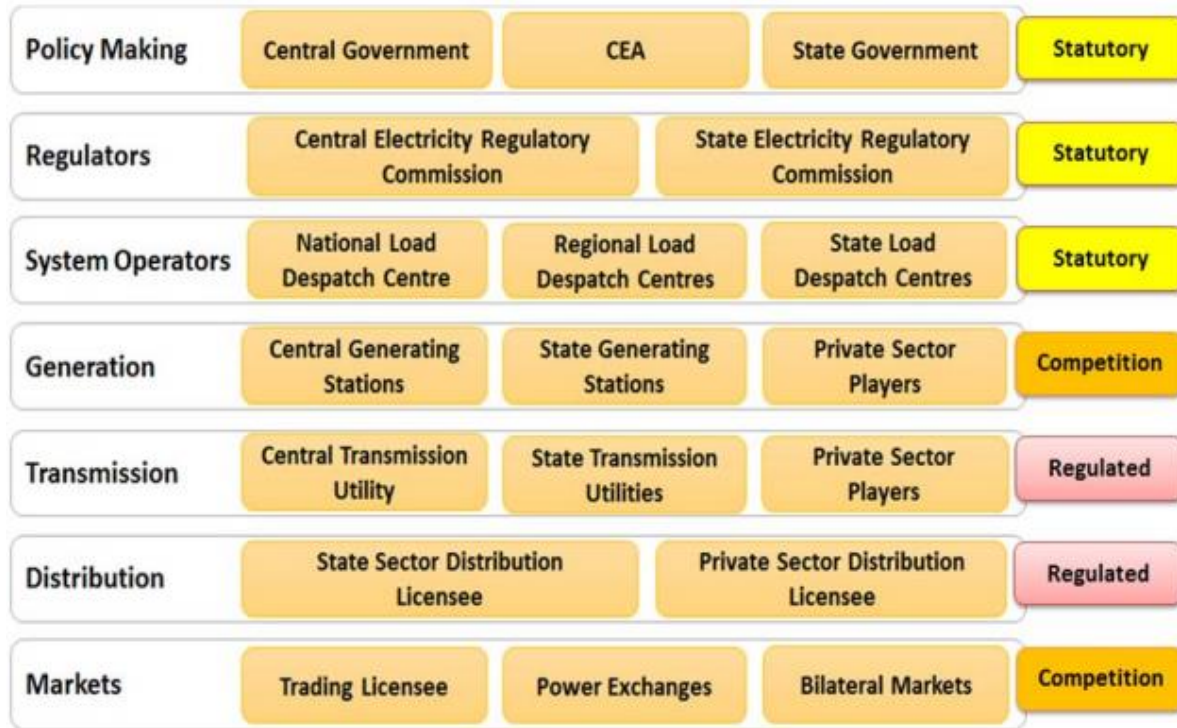 Policy Making
Central Government
CEA
State Government
Statutory
Regulators
Central Electricity Regulatory
Commission
State Electricity Regulatory
Commission
Statutory
System Operators
National Load
Despatch Centre
Regional Load
Despatch Centres
State Load
Despatch Centres
Statutory
Generation
Central Generating
Stations
State Generating
Stations
Private Sector
Players
Competition
Transmission
Central Transmission
Utility
State Transmission
Utilities
Private Sector
Players
Regulated
Distribution
State Sector Distribution
Licensee
Private Sector Distribution
Licensee
Regulated
Markets
Trading Licensee
Power Exchanges
Bilateral Markets
Competition